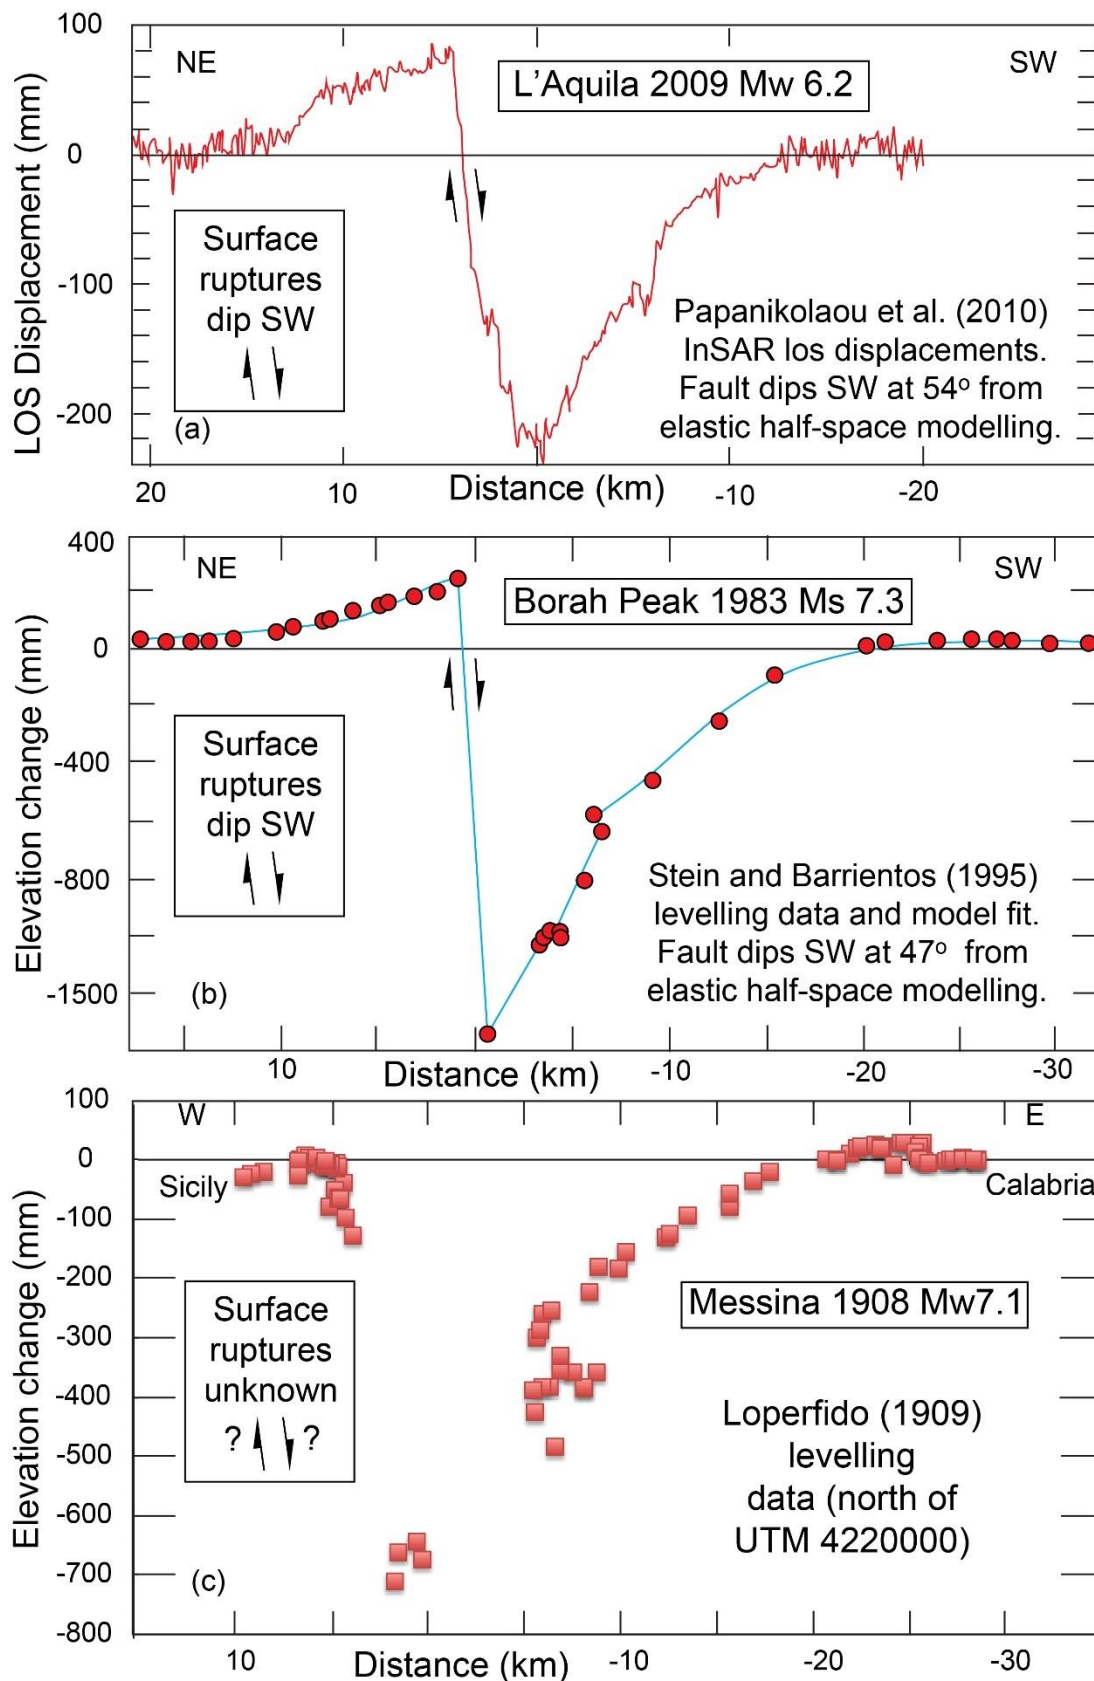 100
NE
SW
L'Aquila 2009 Mw 6.2
0
LOS Displacement (mm)
Surface
ruptures
dip SW
-100
Papanikolaou et al. (2010)
InSAR los displacements.
Fault dips SW at 54º from
elastic half-space modelling.
-200
(a)
20
10
Distance (km)
-10
-20
400
NE
SW
Borah Peak 1983 Ms 7.3
0
Elevation change (mm)
Surface
ruptures
dip SW
-400
-800
Stein and Barrientos (1995)
levelling data and model fit.
Fault dips SW at 47º from
elastic half-space modelling.
-1500
(b)
10
Distance (km)
-10
-20
-30
100
W
E
0
Sicily
Calabria
-100
-200
Elevation change (mm)
Surface
ruptures
unknown
? ?
Messina 1908 Mw7.1
-300
-400
Loperfido (1909)
levelling
data (north of
UTM 4220000)
-500
-600
-700
(c)
-800
10
Distance (km)
-10
-20
-30